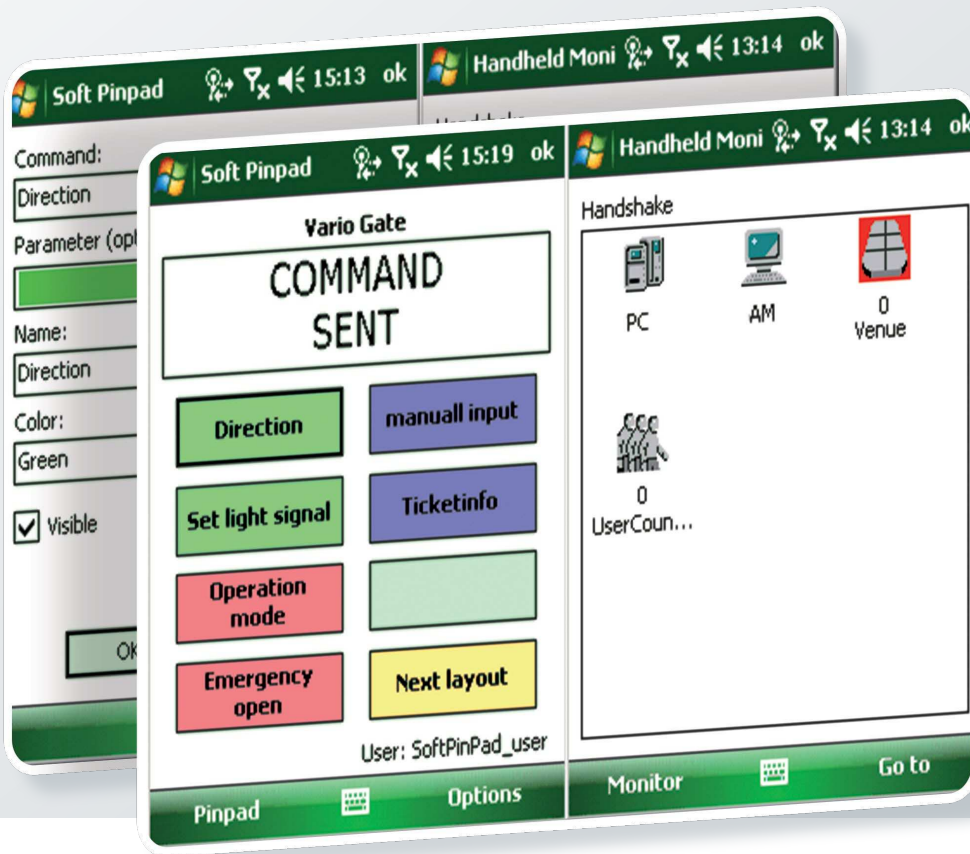 Soft Pinpad 15:13 ok
Handheld Moni 13:14 ok
Command:
Direction
Name:
Direction
Color:
Green
Visible
Soft Pinpad 15:19 ok
Vario Gate
COMMAND
SENT
Direction
manuall input
Set light signal
Ticketinfo
Operation
mode
Emergency
open
Next layout
User: SoftPinPad_user
Pinpad Options
Handheld Moni 13:14 ok
Handshake
PC
AM
0
Venue
0
UserCoun...
Monitor Go to